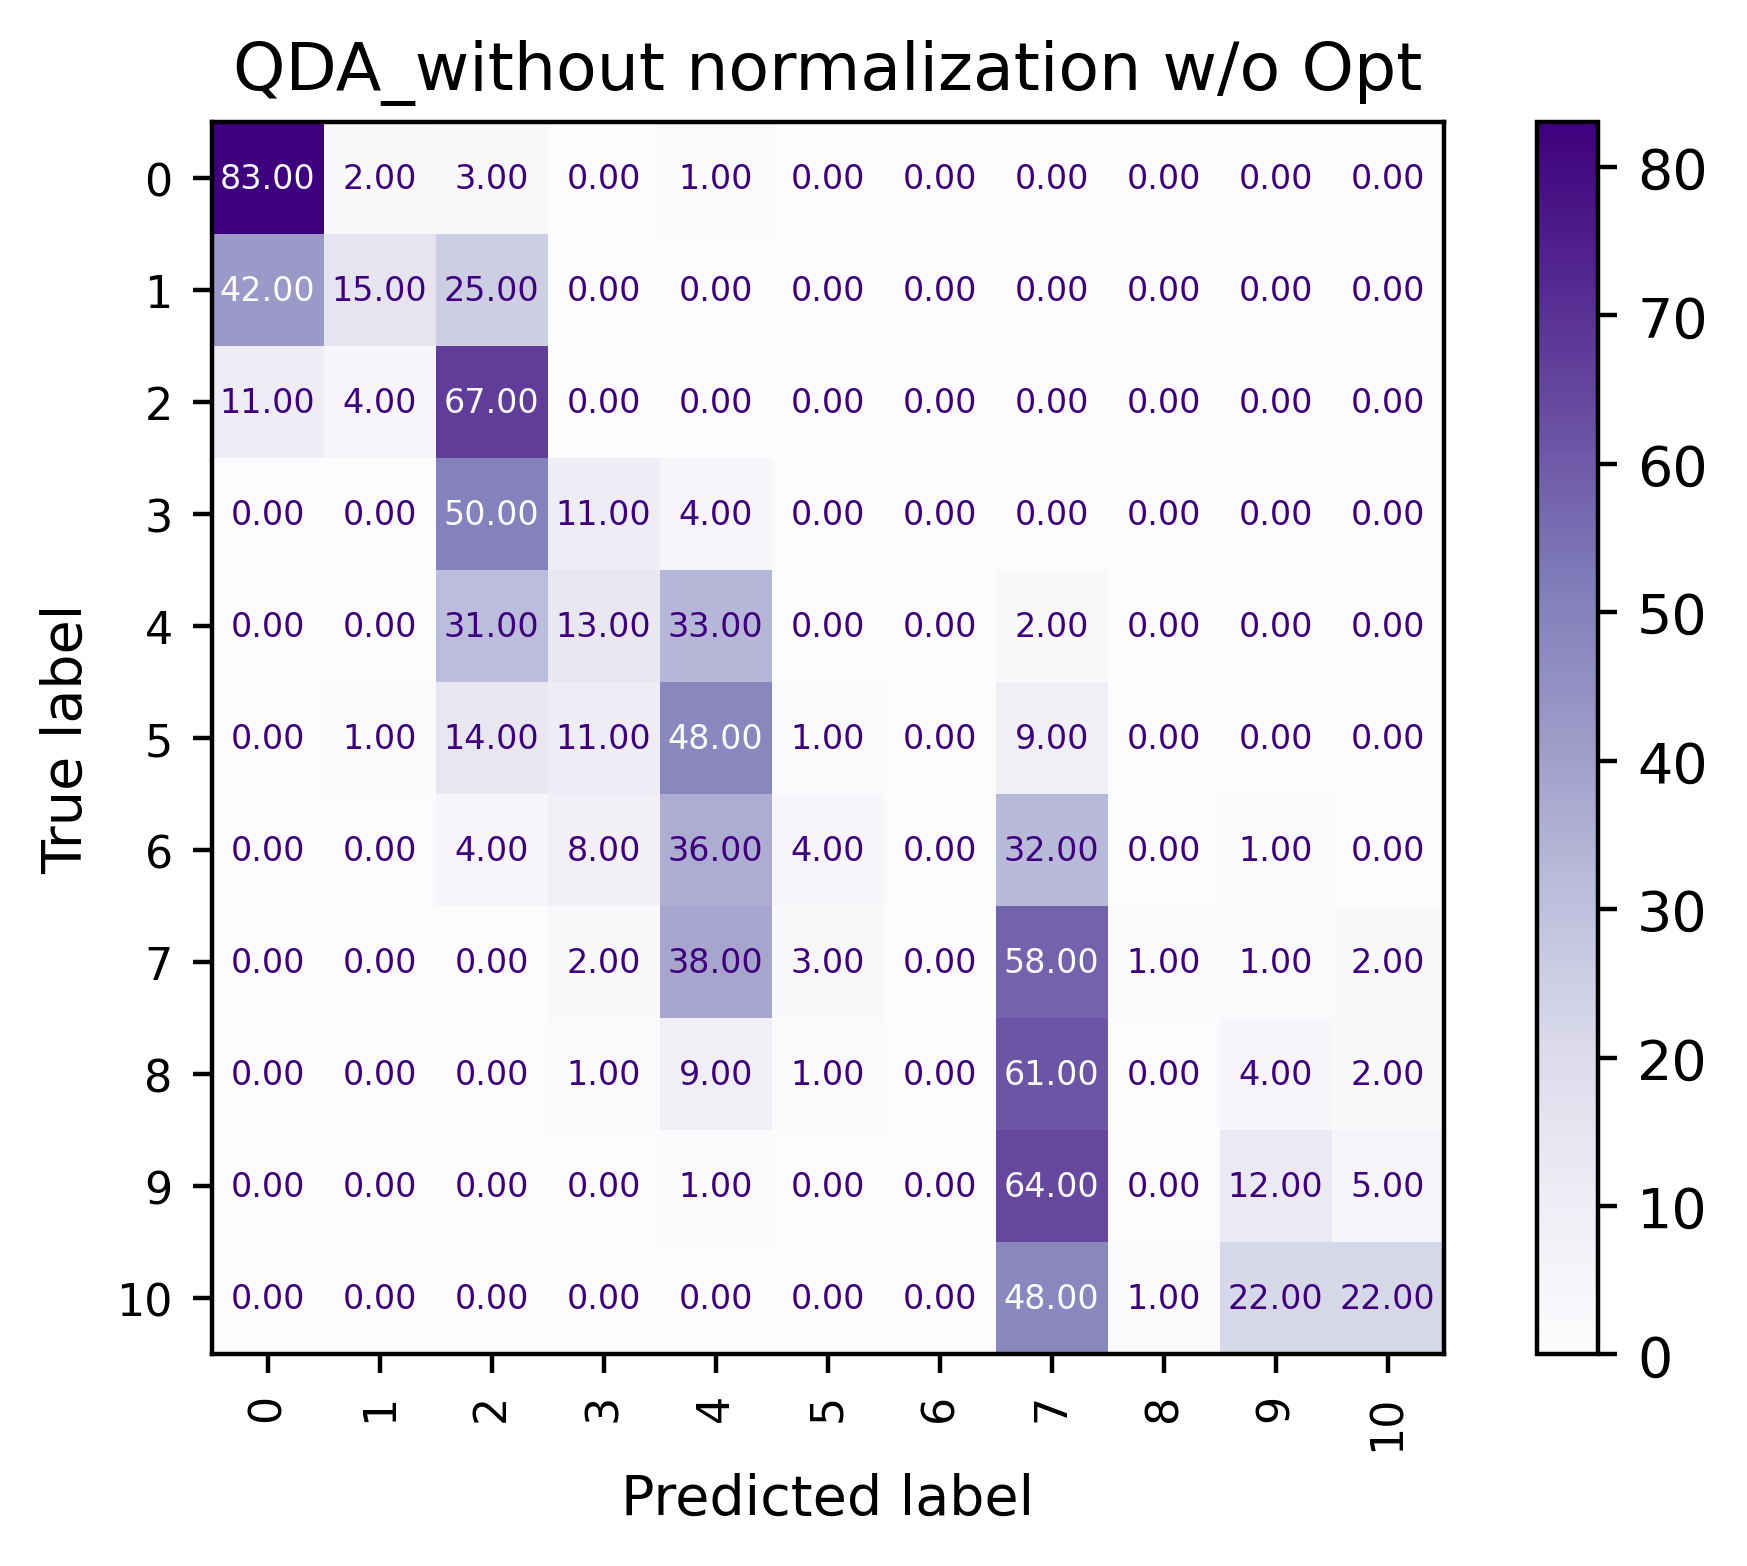 QDA_without normalization w/o Opt
0 83.00 2.00 3.00 0.00 1.00 0.00 0.00 0.00 0.00 0.00 0.00 80
1 42.00 15.00 25.00 0.00 0.00 0.00 0.00 0.00 0.00 0.00 0.00 70
2 11.00 4.00 67.00 0.00 0.00 0.00 0.00 0.00 0.00 0.00 0.00 60
3 0.00 0.00 50.00 11.00 4.00 0.00 0.00 0.00 0.00 0.00 0.00
4 0.00 0.00 31.00 13.00 33.00 0.00 0.00 2.00 0.00 0.00 0.00 50
True label
5 0.00 1.00 14.00 11.00 48.00 1.00 0.00 9.00 0.00 0.00 0.00 40
6 0.00 0.00 4.00 8.00 36.00 4.00 0.00 32.00 0.00 1.00 0.00 30
7 0.00 0.00 0.00 2.00 38.00 3.00 0.00 58.00 1.00 1.00 2.00
8 0.00 0.00 0.00 1.00 9.00 1.00 0.00 61.00 0.00 4.00 2.00 20
9 0.00 0.00 0.00 0.00 1.00 0.00 0.00 64.00 0.00 12.00 5.00 10
10 0.00 0.00 0.00 0.00 0.00 0.00 0.00 48.00 1.00 22.00 22.00 0
0 1 2 3 4 5 6 7 8 9 10
Predicted label